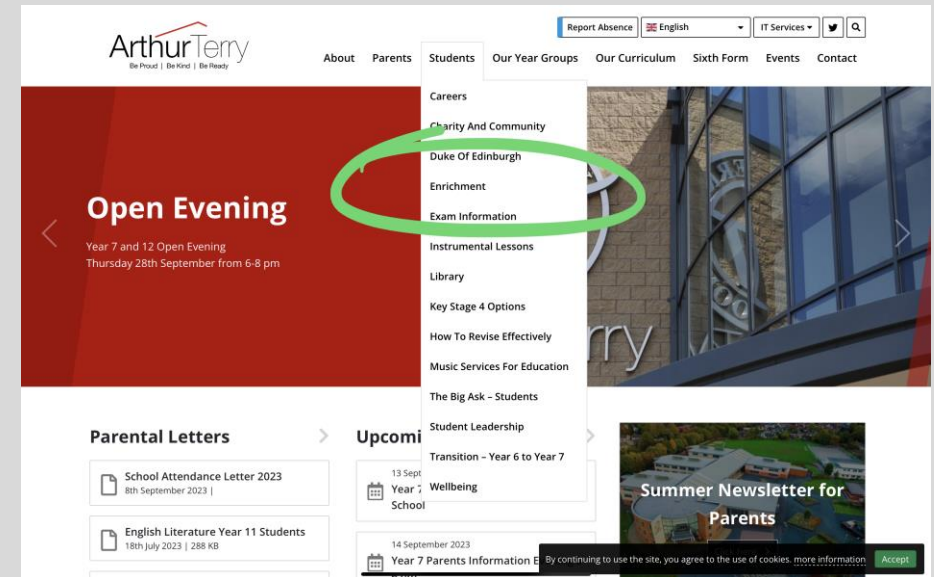 Report Absence
English
IT Services
ArthurTerry
Be Proud | Be Kind | Be Ready
About Parents Students Our Year Groups Our Curriculum Sixth Form Events Contact
Careers
Charity And Community
Duke Of Edinburgh
Enrichment
Exam Information
Instrumental Lessons
Library
Key Stage 4 Options
How To Revise Effectively
Music Services For Education
The Big Ask – Students
Student Leadership
Transition – Year 6 to Year 7
Wellbeing
Open Evening
Year 7 and 12 Open Evening
Thursday 28th September from 6-8 pm
Parental Letters
School Attendance Letter 2023
8th September 2023 |
English Literature Year 11 Students
18th July 2023 | 288 KB
Upcomi
13 Sept
Year 7
School
14 September 2023
Year 7 Parents Information E
Summer Newsletter for
Parents
By continuing to use the site, you agree to the use of cookies. more information
Accept